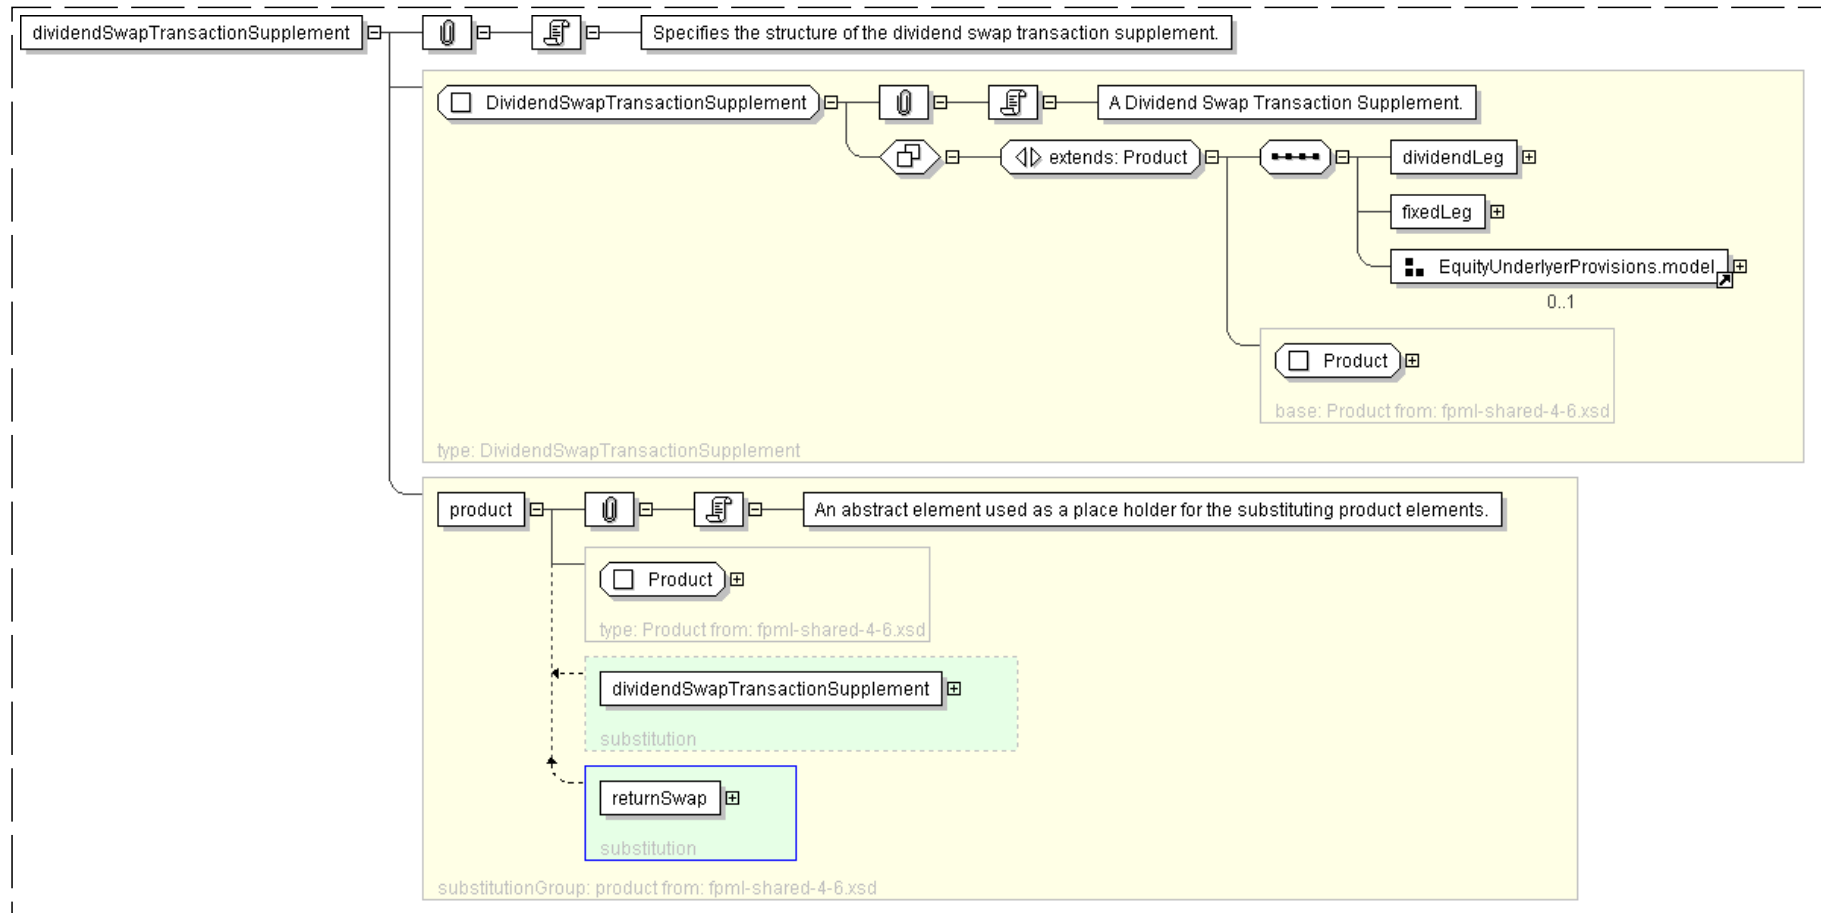 dividendSwapTransactionSupplement
Specifies the structure of the dividend swap transaction supplement.
DividendSwapTransactionSupplement
A Dividend Swap Transaction Supplement.
extends: Product
dividendLeg
fixedLeg
EquityUnderlyerProvisions.model
0..1
Product
base: Product from: fpml-shared-4-6.xsd
type: DividendSwapTransactionSupplement
product
An abstract element used as a place holder for the substituting product elements.
Product
type: Product from: fpml-shared-4-6.xsd
dividendSwapTransactionSupplement
substitution
returnSwap
substitution
substitutionGroup: product from: fpml-shared-4-6.xsd